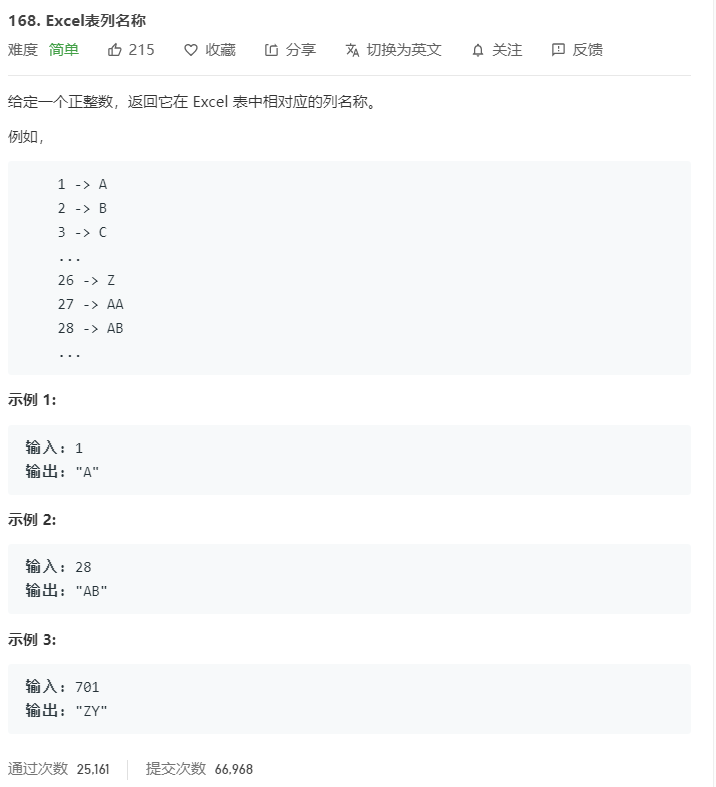 168. Excel表列名称
难度 简单 215 收藏 分享 切换为英文 关注 反馈
给定一个正整数，返回它在 Excel 表中相对应的列名称。
例如，
1 -> A
2 -> B
3 -> C
...
26 -> Z
27 -> AA
28 -> AB
...
示例 1:
输入: 1
输出: "A"
示例 2:
输入: 28
输出: "AB"
示例 3:
输入: 701
输出: "ZY"
通过次数 25,161 提交次数 66,968